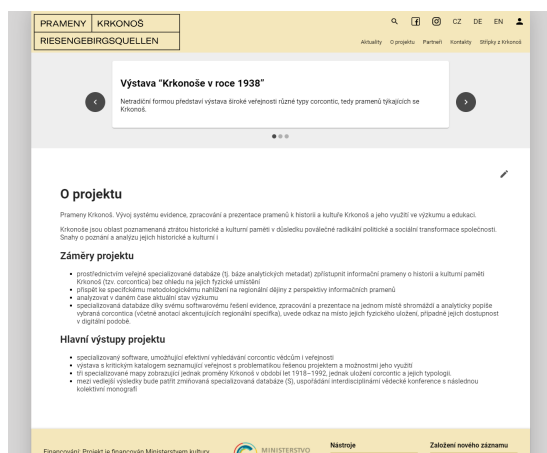 PRAMENY KRKONOŠ
RIESENGEBIRGSQUELLEN
CZ DE EN
Aktuality O projektu Partneři Kontakty Střípky z Krkonoš
Výstava “Krkonoše v roce 1938”
Netradiční formou představí výstava široké veřejnosti různé typy corcontic, tedy pramenů týkajících se
Krkonoš.
O projektu
Prameny Krkonoš. Vývoj systému evidence, zpracování a prezentace pramenů k historii a kultuře Krkonoš a jeho využití ve výzkumu a edukaci.
Krkonoše jsou oblast poznamenaná ztrátou historické a kulturní paměti v důsledku poválečné radikální politické a sociální transformace společnosti.
Snahy o poznání a analýzu jejich historické a kulturní i
Záměry projektu
prostřednictvím veřejné specializované databáze (tj. báze analytických metadat) zpřístupnit informační prameny o historii a kulturní paměti
Krkonoš (tzv. corcontica) bez ohledu na jejich fyzické umístění
přispět ke specifckému metodologickému nahlížení na regionální dějiny z perspektivy informačních pramenů
analyzovat v daném čase aktuální stav výzkumu
specializovaná databáze díky svému softwarovému řešení evidence, zpracování a prezentace na jednom místě shromáždí a analyticky popíše
vybraná corcontica (včetně anotací akcentujících regionální specifika), uvede odkaz na místo jejich fyzického uložení, případně jejich dostupnost
v digitální podobě.
Hlavní výstupy projektu
specializovaný software, umožňující efektivní vyhledávání corcontic vědcům i veřejnosti
výstava s kritickým katalogem seznamující veřejnost s problematikou řešenou projektem a možnostmi jeho využití
tři specializované mapy zobrazující jednak proměny Krkonoš v období let 1918–1992, jednak uložení corcontic a jejich typologii.
mezi vedlejší výsledky bude patřit zmiňovaná specializovaná databáze (S), uspořádání interdisciplinární vědecké konference s následnou
kolektivní monografí
Financování: Projekt je financován Ministerstvem kultury
MINISTERSTVO
Nástroje
Založení nového záznamu